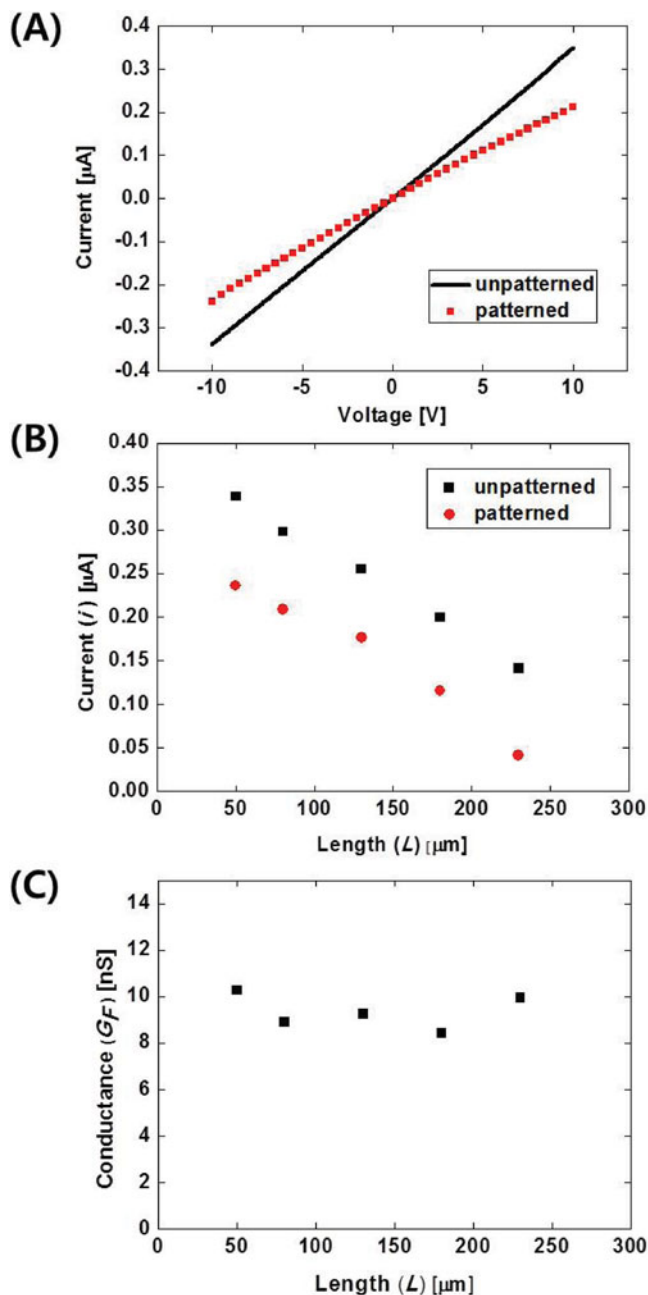 (A)
0.4
0.3
0.2
0.1
0.0
-0.1
-0.2
-0.3
-0.4
Current [µA]
unpatterned
patterned
-10 -5 0 5 10
Voltage [V]
(B)
0.40
0.35
0.30
0.25
0.20
0.15
0.10
0.05
0.00
Current (i) [µA]
unpatterned
patterned
0 50 100 150 200 250 300
Length (L) [µm]
(C)
14
12
10
8
6
4
2
0
Conductance (GF) [nS]
0 50 100 150 200 250 300
Length (L) [µm]